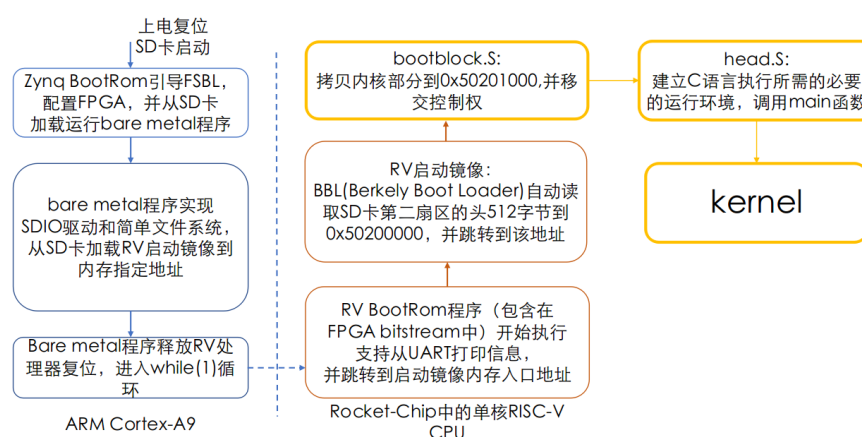 上电复位
SD卡启动
Zynq BootRom引导FSBL，
配置FPGA，并从SD卡
加载运行bare metal程序
bare metal程序实现
SDIO驱动和简单文件系统，
从SD卡加载RV启动镜像到
内存指定地址
Bare metal程序释放RV处
理器复位，进入while(1)循
环
ARM Cortex-A9
RV BootRom程序（包含在
FPGA bitstream中）开始执行
支持从UART打印信息，
并跳转到启动镜像内存入口地址
Rocket-Chip中的单核RISC-V
CPU
RV启动镜像：
BBL(Berkely Boot Loader)自动读
取SD卡第二扇区的头512字节到
0x50200000，并跳转到该地址
bootblock.S:
拷贝内核部分到0x50201000,并移
交控制权
head.S:
建立C语言执行所需的必要
的运行环境，调用main函数
kernel